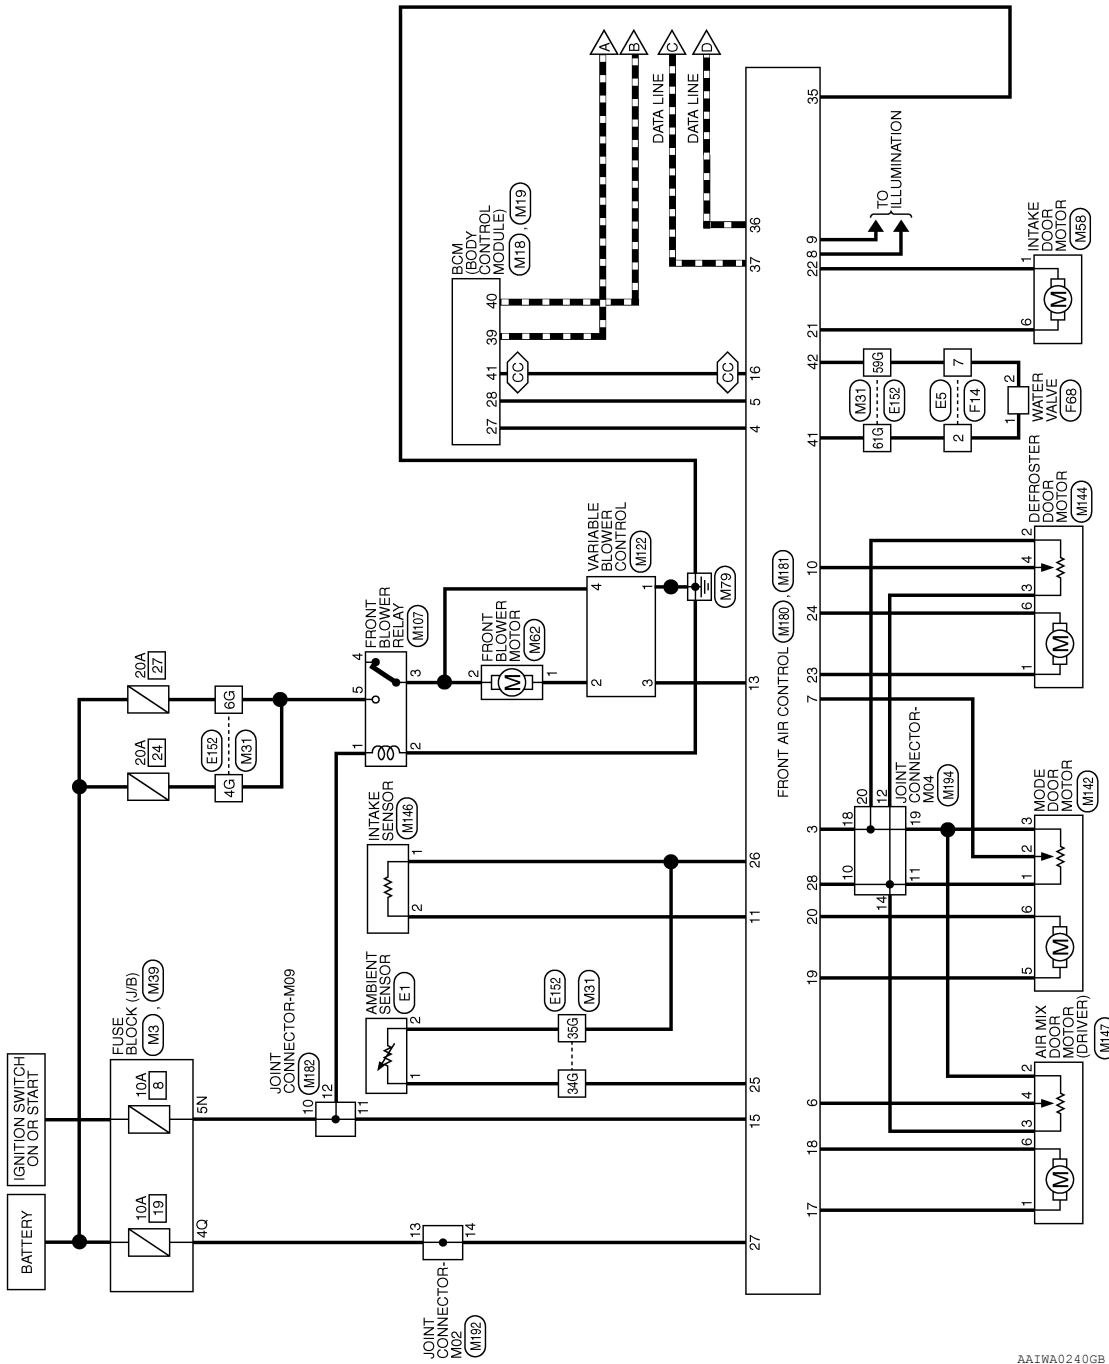 BATTERY
IGNITION SWITCH
ON OR START
FUSE
BLOCK (J/B)
M3 , M39
10A
19
10A
8
4Q
5N
20A
24
20A
27
4G
6G
E152
M31
JOINT
CONNECTOR-M09
M182
10
12
11
JOINT
CONNECTOR-
M02
M192
13
14
AMBIENT
SENSOR
E1
1
2
34G
35G
E152
M31
INTAKE
SENSOR
M146
2
1
FRONT
BLOWER
RELAY
M107
1
5
4
2
3
FRONT
BLOWER
MOTOR
M62
2
1
M
VARIABLE
BLOWER
CONTROL
M122
4
2
1
3
M79
BCM
(BODY
CONTROL
MODULE)
M18 , M19
27
28
41
39
40
CC
CC
A
B
C
D
DATA LINE
DATA LINE
FRONT AIR CONTROL M180 , M181
27
15
25
11
26
13
4
5
16
37
36
17
18
6
19
20
28
3
7
23
24
10
41
42
21
22
8
9
35
TO
ILLUMINATION
JOINT
CONNECTOR-
M04
M194
18
20
12
19
10
11
14
AIR MIX
DOOR
MOTOR
(DRIVER)
M147
1
6
3
4
2
M
MODE
DOOR
MOTOR
M142
5
6
1
2
3
M
DEFROSTER
DOOR
MOTOR
M144
1
6
3
4
2
M
WATER
VALVE
F68
1
2
61G
59G
M31
E152
2
7
E5
F14
INTAKE
DOOR
MOTOR
M58
6
1
M
AAIWA0240GB